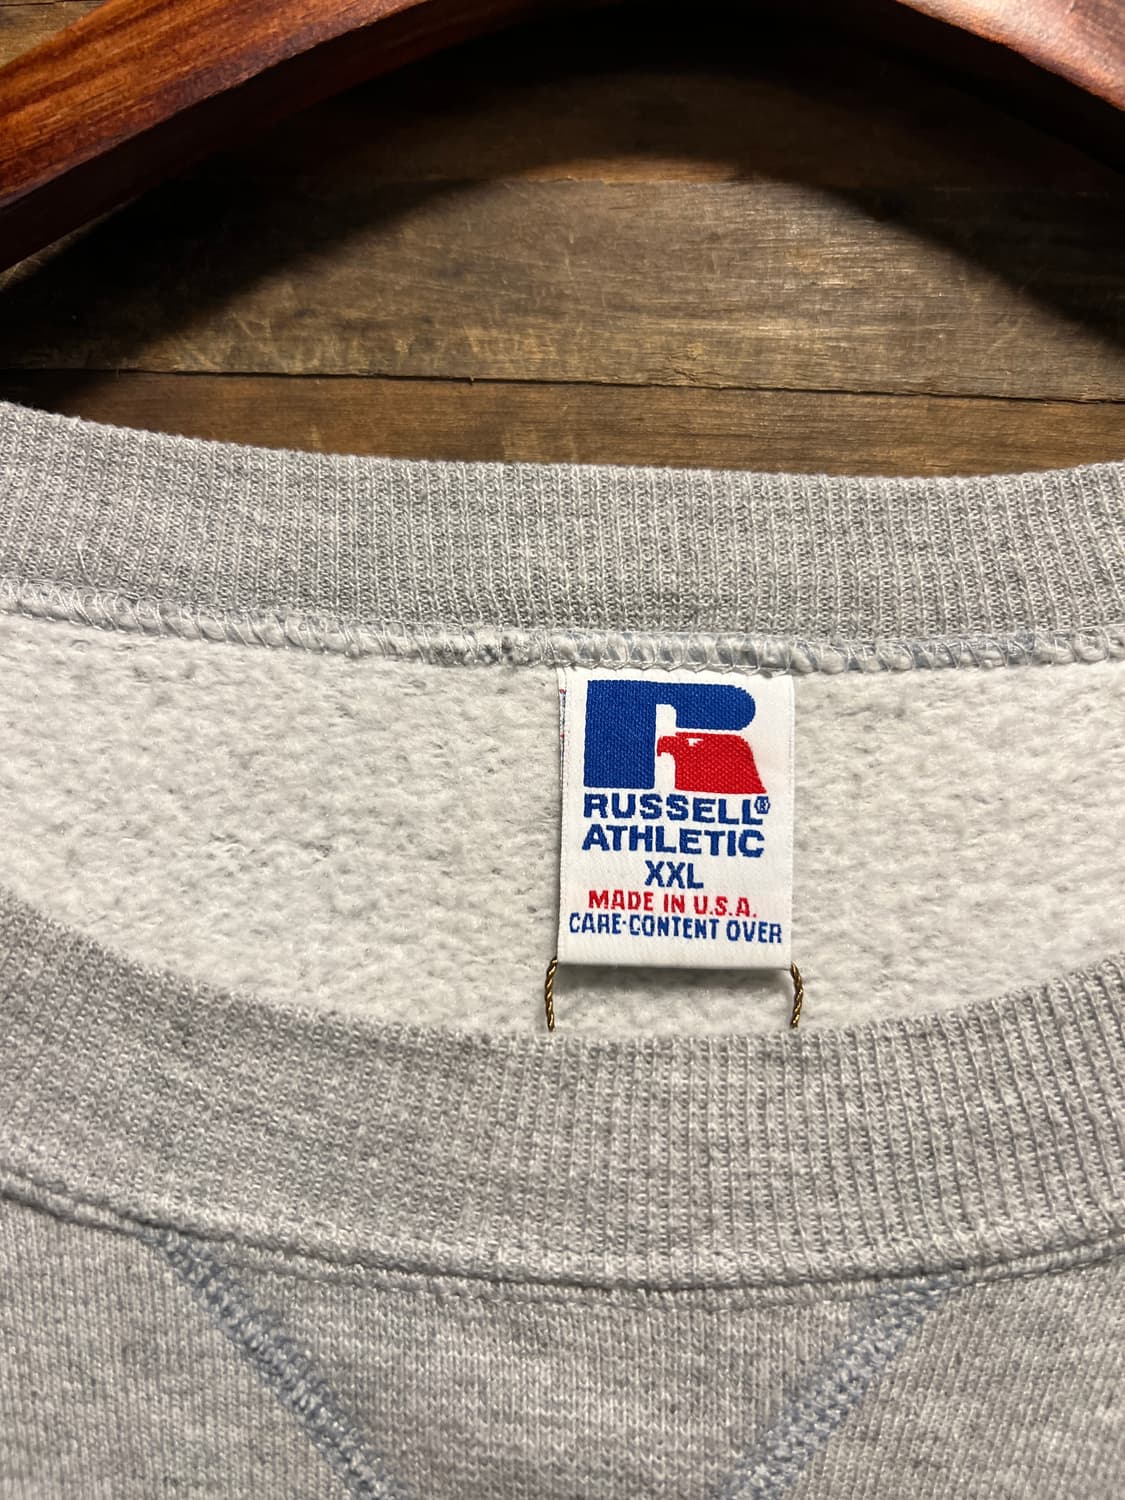 RUSSELL®
ATHLETIC
XXL
MADE IN U.S.A.
CARE-CONTENT OVER